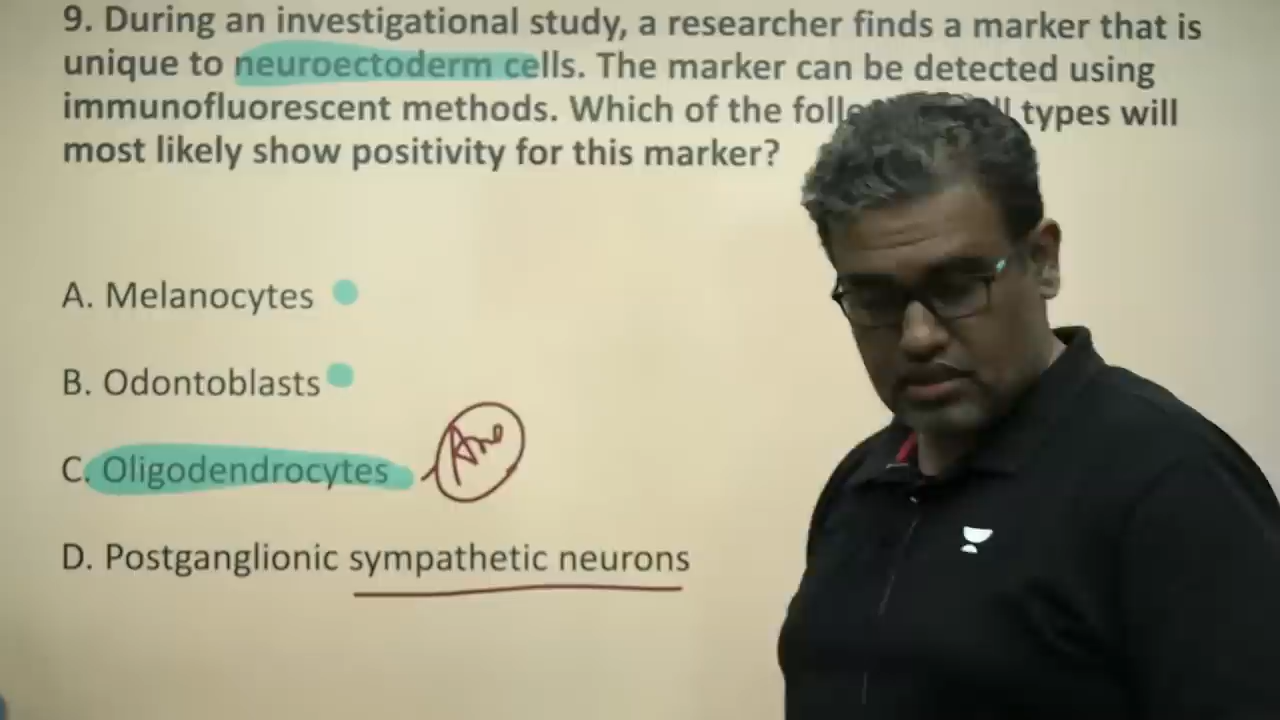 9. During an investigational study, a researcher finds a marker that is
unique to neuroectoderm cells. The marker can be detected using
immunofluorescent methods. Which of the types will
most likely show positivity for this marker?
A. Melanocytes
B. Odontoblasts
C. Oligodendrocytes
Ans
D. Postganglionic sympathetic neurons